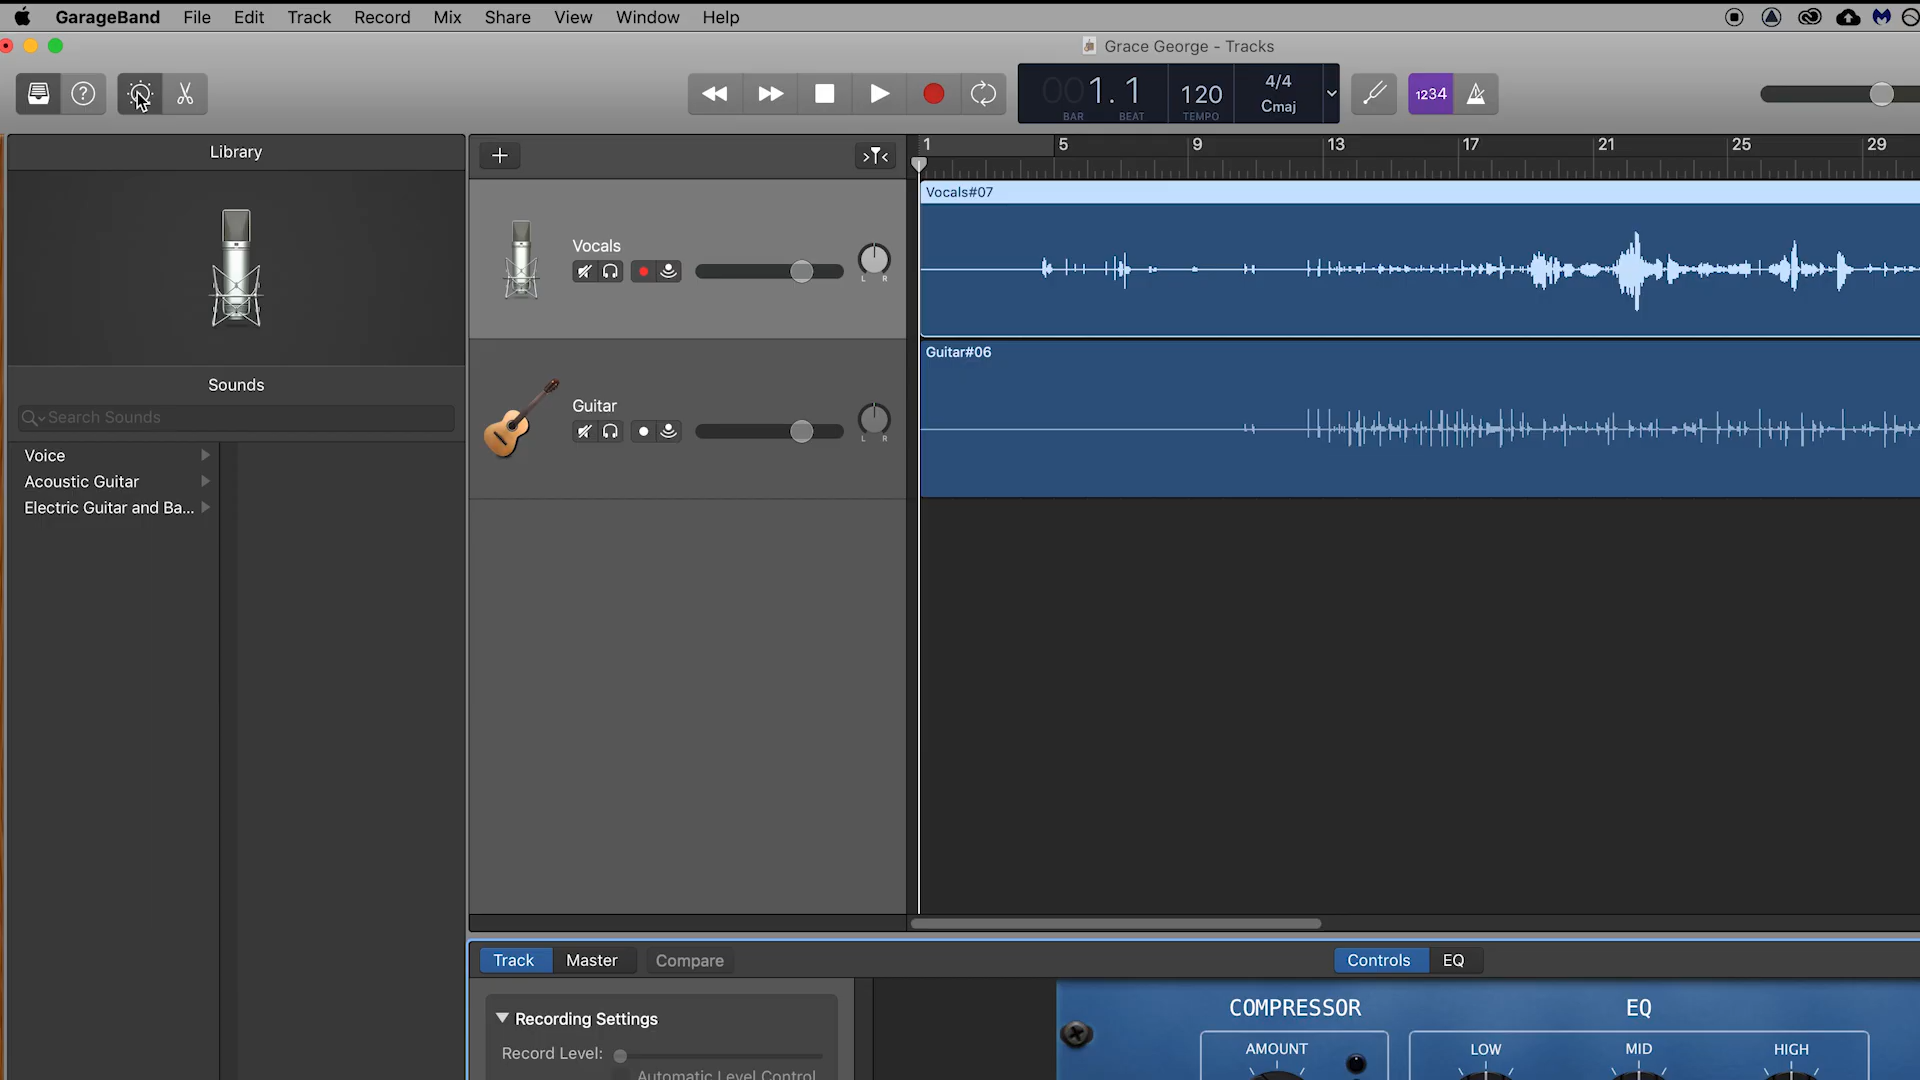 GarageBand File Edit Track Record Mix Share View Window Help
Grace George - Tracks
001.1 120 4/4
Cmaj
BAR BEAT TEMPO
1234
Library
1 5 9 13 17 21 25 29
Vocals#07
Vocals
L R
Guitar#06
Sounds
Guitar
Search Sounds
L R
Voice
Acoustic Guitar
Electric Guitar and Ba...
Track Master Compare Controls EQ
COMPRESSOR EQ
Recording Settings
Record Level:
AMOUNT LOW MID HIGH
Automatic Level Control